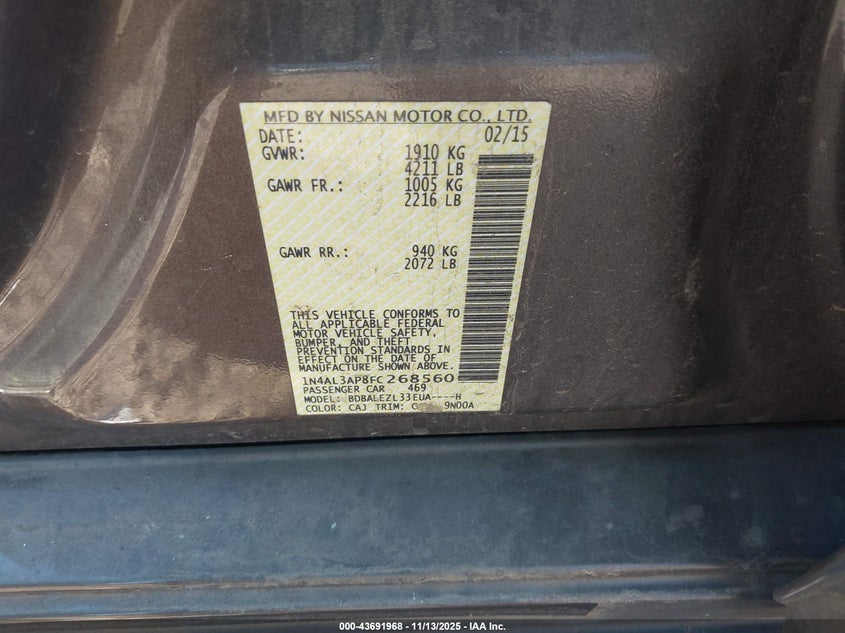 MFD BY NISSAN MOTOR CO., LTD.
DATE: 02/15
GVWR: 1910 KG
4211 LB
GAWR FR.: 1005 KG
2216 LB
GAWR RR.: 940 KG
2072 LB
THIS VEHICLE CONFORMS TO
ALL APPLICABLE FEDERAL
MOTOR VEHICLE SAFETY,
BUMPER, AND THEFT
PREVENTION STANDARDS IN
EFFECT ON THE DATE OF
MANUFACTURE SHOWN ABOVE.
1N4AL3AP8FC268560
PASSENGER CAR 469
MODEL: BDBALEZL33EUA----H
COLOR: CAJ TRIM: G 9N00A
000-43691968 - 11/13/2025 - IAA Inc.